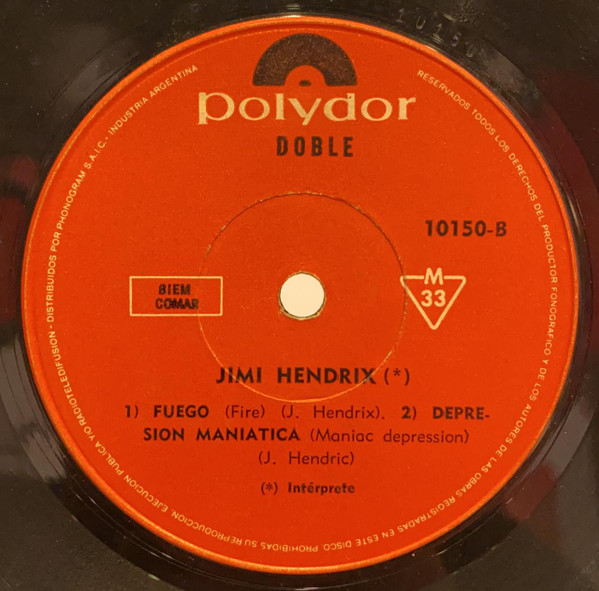 10150
polydor
DOBLE
10150-B
BIEM
COMAR
M
33
JIMI HENDRIX (*)
1) FUEGO (Fire) (J. Hendrix). 2) DEPRE-
SION MANIATICA (Maniac depression)
(J. Hendric)
(*) Intérprete
RESERVADOS TODOS LOS DERECHOS DEL PRODUCTOR FONOGRAFICO Y DE LOS AUTORES DE LAS OBRAS REGISTRADAS EN ESTE DISCO. PROHIBIDAS SU REPRODUCCION, EJECUCION PUBLICA Y/O RADIOTELEDIFUSION - DISTRIBUIDOS POR PHONOGRAM S.A.I.C. - INDUSTRIA ARGENTINA